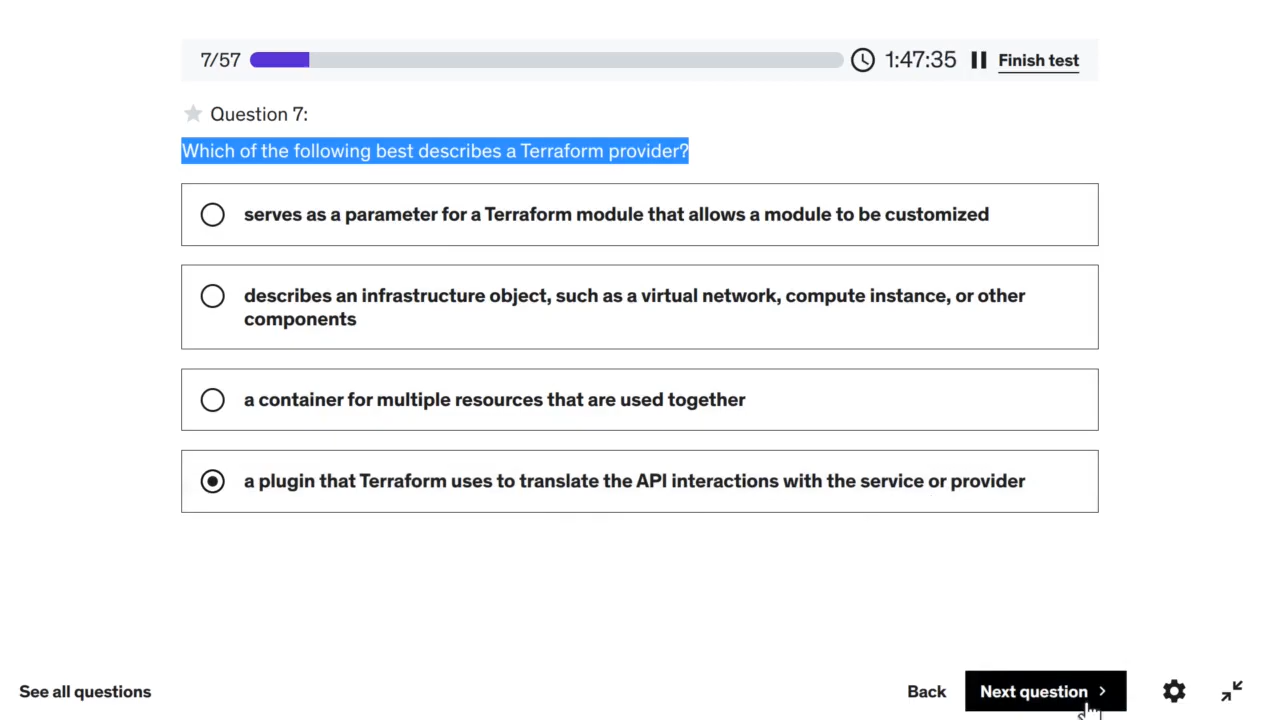 7/57
1:47:35
Finish test
Question 7:
Which of the following best describes a Terraform provider?
serves as a parameter for a Terraform module that allows a module to be customized
describes an infrastructure object, such as a virtual network, compute instance, or other
components
a container for multiple resources that are used together
a plugin that Terraform uses to translate the API interactions with the service or provider
See all questions
Back
Next question